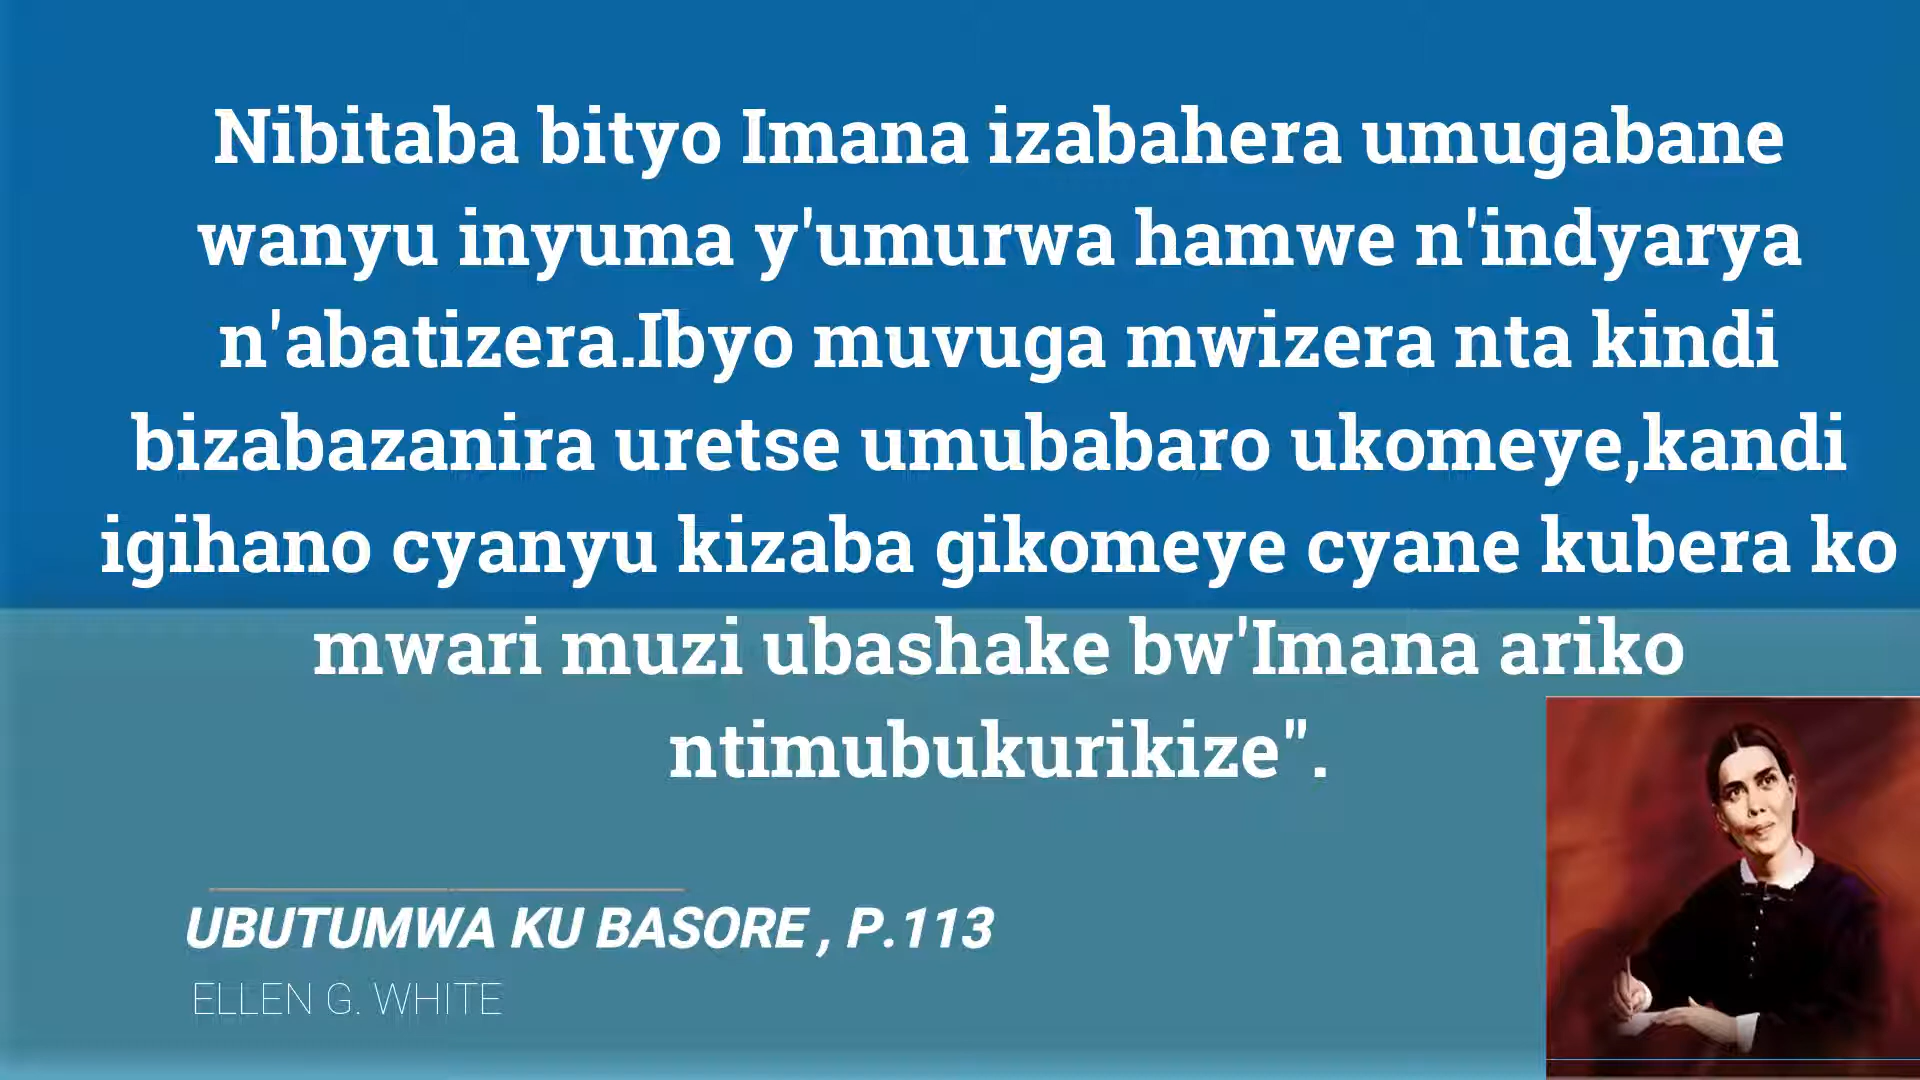 Nibitaba bityo Imana izabahera umugabane
wanyu inyuma y'umurwa hamwe n'indyarya
n'abatizera.Ibyo muvuga mwizera nta kindi
bizabazanira uretse umubabaro ukomeye,kandi
igihano cyanyu kizaba gikomeye cyane kubera ko
mwari muzi ubashake bw'Imana ariko
ntimubukurikize".
UBUTUMWA KU BASORE , P.113
ELLEN G. WHITE